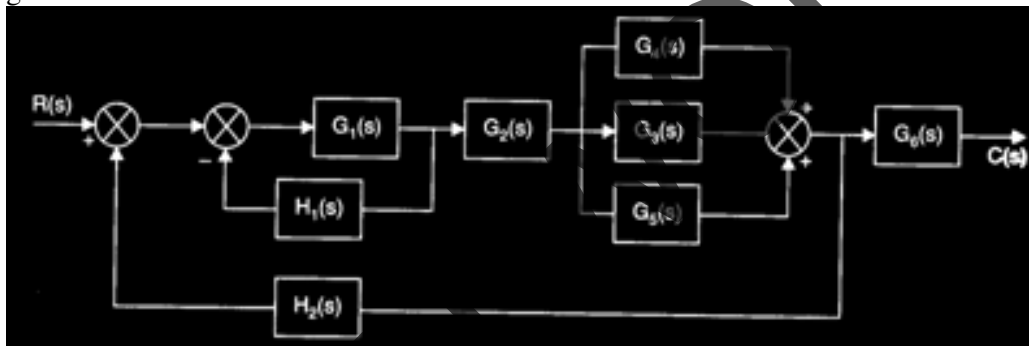 G₄(s)
R(s)
+
G₁(s)
G₂(s)
G₃(s)
+
+
G₆(s)
C(s)
−
H₁(s)
G₅(s)
H₂(s)